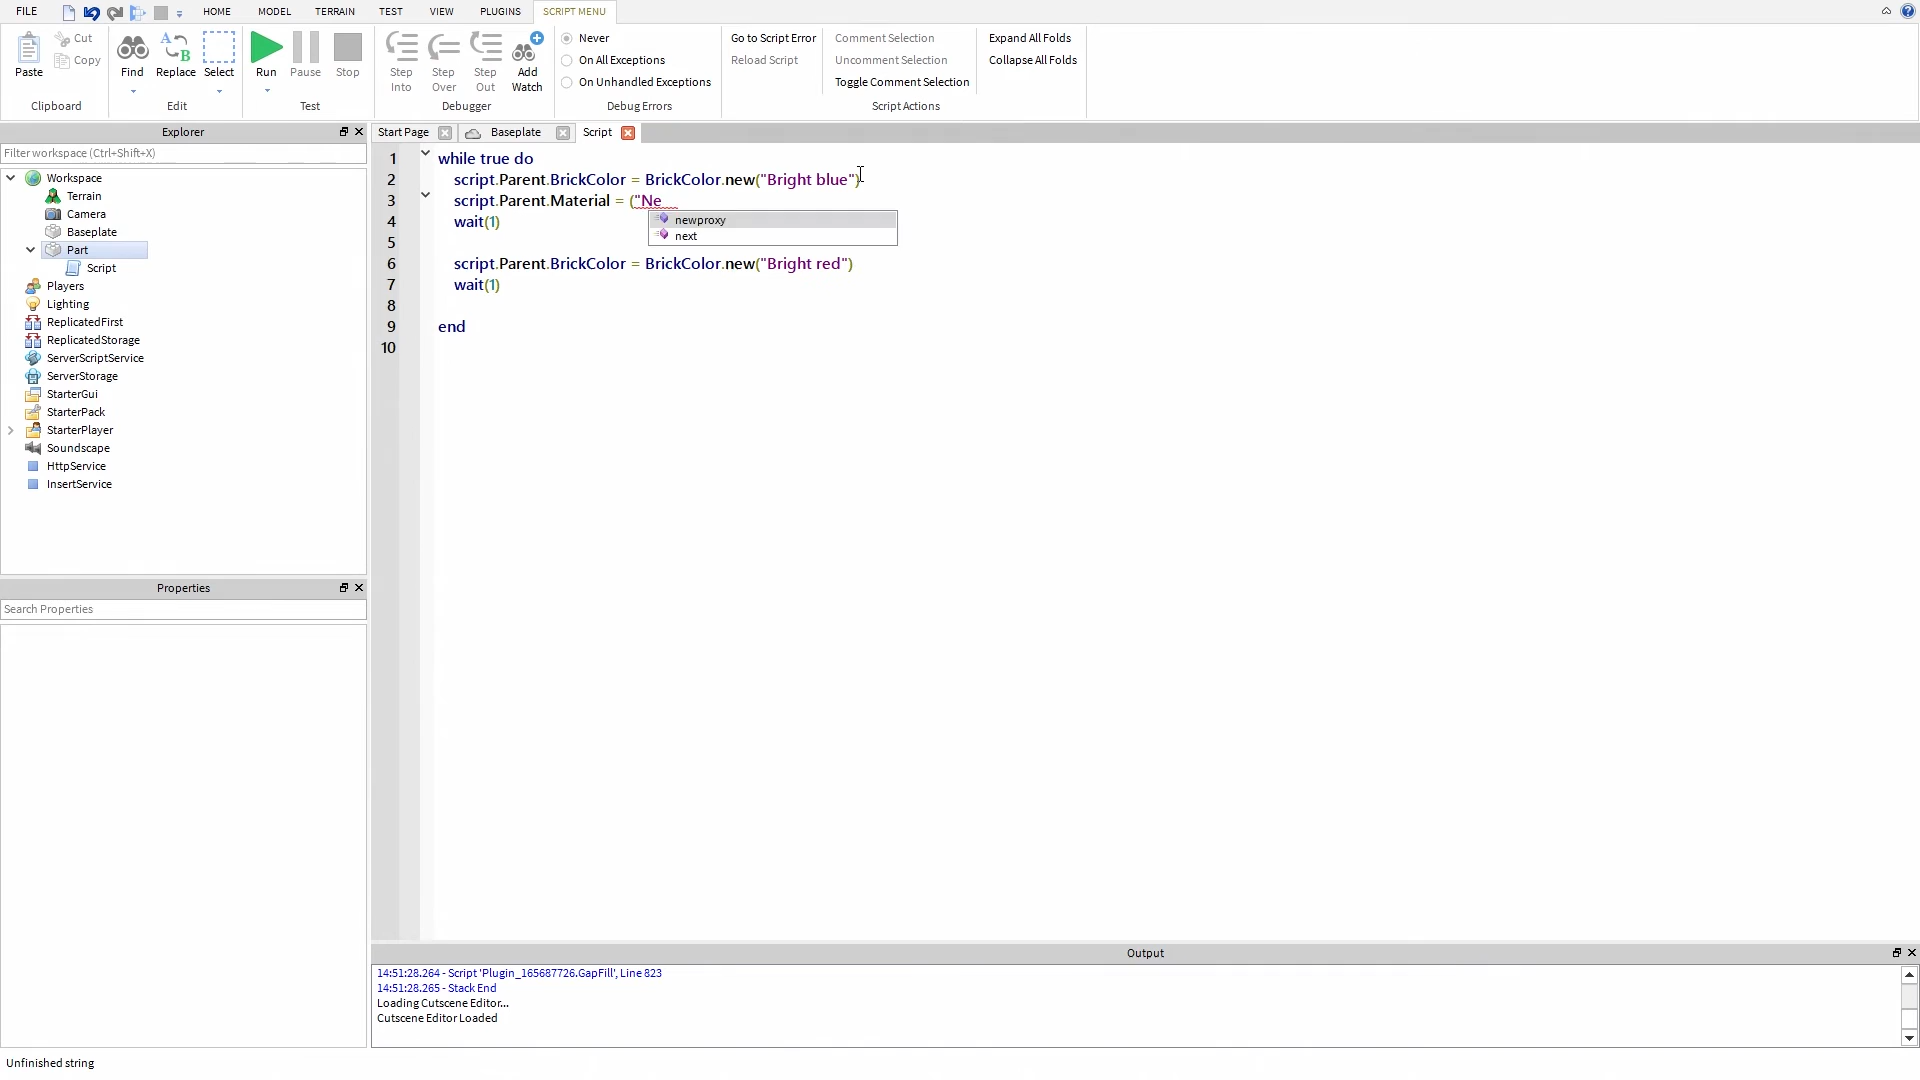 FILE HOME MODEL TERRAIN TEST VIEW PLUGINS SCRIPT MENU
Paste Cut Copy Clipboard
Find Replace Select Edit
Run Pause Stop Test
Step Into Step Over Step Out Add Watch Debugger
Never
On All Exceptions
On Unhandled Exceptions
Debug Errors
Go to Script Error
Reload Script
Comment Selection
Uncomment Selection
Toggle Comment Selection
Script Actions
Expand All Folds
Collapse All Folds
Explorer
Filter workspace (Ctrl+Shift+X)
Workspace
Terrain
Camera
Baseplate
Part
Script
Players
Lighting
ReplicatedFirst
ReplicatedStorage
ServerScriptService
ServerStorage
StarterGui
StarterPack
StarterPlayer
Soundscape
HttpService
InsertService
Properties
Search Properties
Start Page Baseplate Script
1 while true do
2 script.Parent.BrickColor = BrickColor.new("Bright blue")
3 script.Parent.Material = ("Ne
newproxy
next
4 wait(1)
5
6 script.Parent.BrickColor = BrickColor.new("Bright red")
7 wait(1)
8
9 end
10
Output
14:51:28.264 - Script 'Plugin_165687726.GapFill', Line 823
14:51:28.265 - Stack End
Loading Cutscene Editor...
Cutscene Editor Loaded
Unfinished string